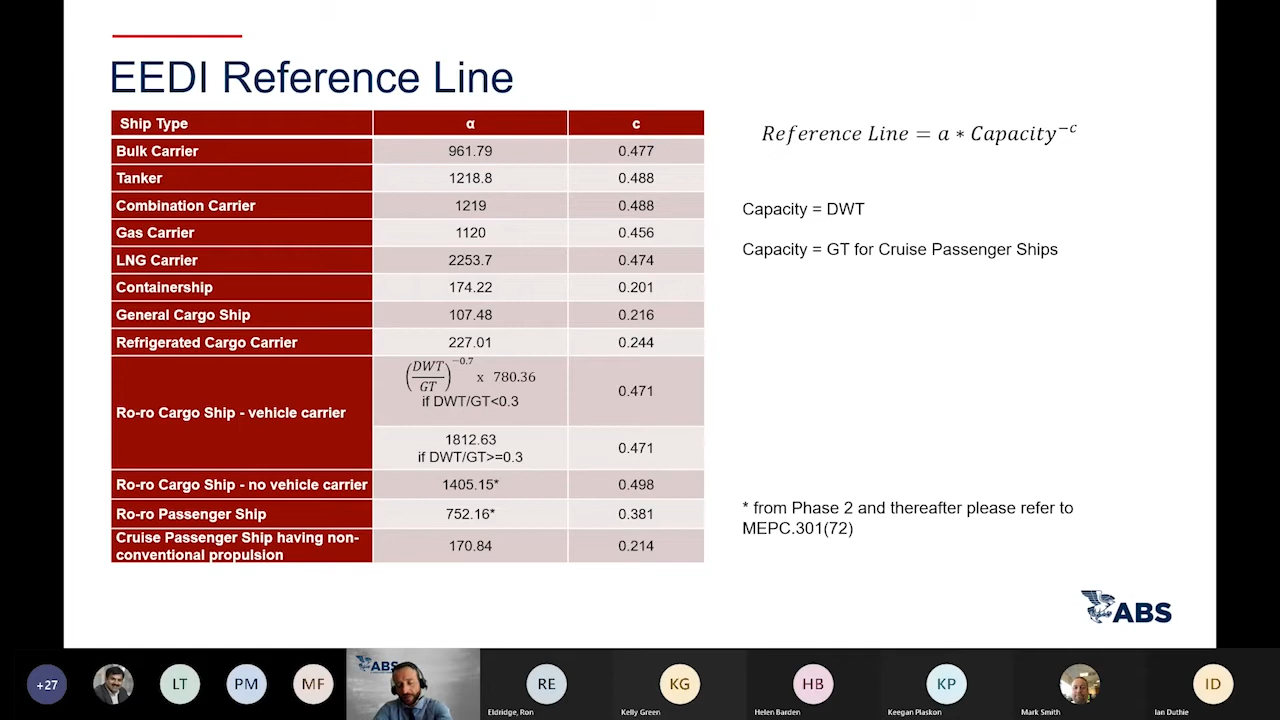 EEDI Reference Line
Ship Type α c
Bulk Carrier 961.79 0.477
Tanker 1218.8 0.488
Combination Carrier 1219 0.488
Gas Carrier 1120 0.456
LNG Carrier 2253.7 0.474
Containership 174.22 0.201
General Cargo Ship 107.48 0.216
Refrigerated Cargo Carrier 227.01 0.244
Ro-ro Cargo Ship - vehicle carrier
(DWT/GT)^−0.7 x 780.36
if DWT/GT<0.3
0.471
1812.63
if DWT/GT>=0.3
0.471
Ro-ro Cargo Ship - no vehicle carrier 1405.15* 0.498
Ro-ro Passenger Ship 752.16* 0.381
Cruise Passenger Ship having non-
conventional propulsion
170.84 0.214
Reference Line = a ∗ Capacity^−c
Capacity = DWT
Capacity = GT for Cruise Passenger Ships
* from Phase 2 and thereafter please refer to
MEPC.301(72)
ABS
+27
LT
PM
MF
ABS
RE
Eldridge, Ron
KG
Kelly Green
HB
Helen Barden
KP
Keegan Plaskon
Mark Smith
ID
Ian Duthie